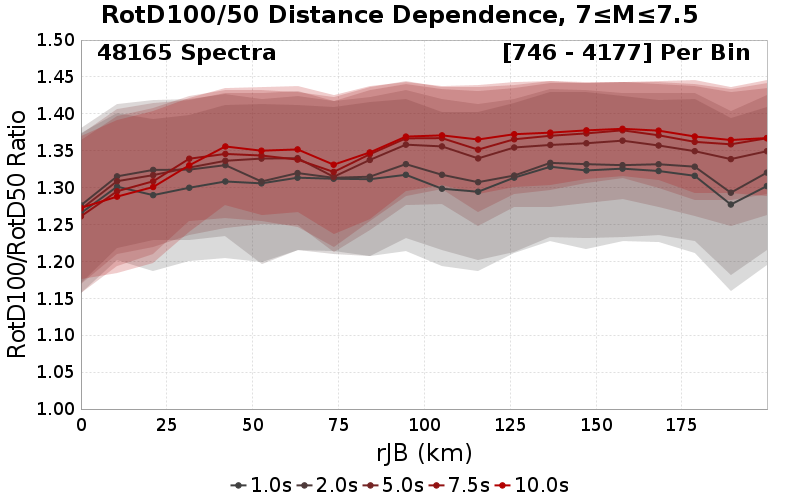 RotD100/50 Distance Dependence, 7≤M≤7.5
48165 Spectra
[746 - 4177] Per Bin
RotD100/RotD50 Ratio
1.50
1.45
1.40
1.35
1.30
1.25
1.20
1.15
1.10
1.05
1.00
0 25 50 75 100 125 150 175
rJB (km)
1.0s 2.0s 5.0s 7.5s 10.0s